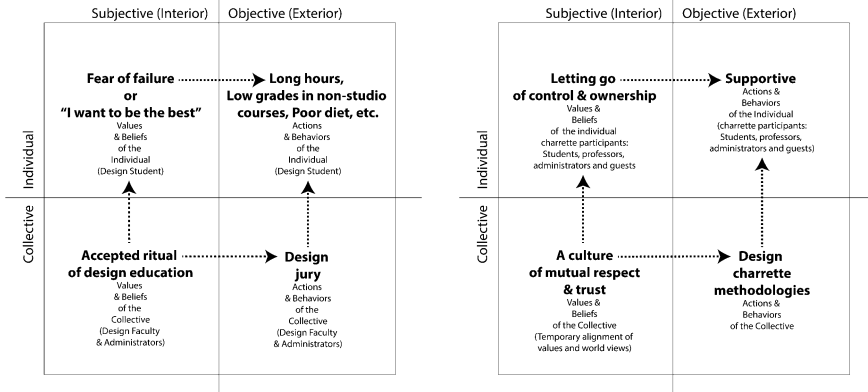 Subjective (Interior)
Objective (Exterior)
Individual
Fear of failure
or
“I want to be the best”
Values
& Beliefs
of the
Individual
(Design Student)
Long hours,
Low grades in non-studio
courses, Poor diet, etc.
Actions
& Behaviors
of the
Individual
(Design Student)
Collective
Accepted ritual
of design education
Values
& Beliefs
of the
Collective
(Design Faculty
& Administrators)
Design
jury
Actions
& Behaviors
of the
Collective
(Design Faculty
& Administrators)
Subjective (Interior)
Objective (Exterior)
Individual
Letting go
of control & ownership
Values &
Beliefs
of the individual
charrette participants:
Students, professors,
administrators and guests
Supportive
Actions &
Behaviors
of the Individual
(charrette participants:
Students, professors,
administrators and guests)
Collective
A culture
of mutual respect
& trust
Values &
Beliefs
of the Collective
(Temporary alignment of
values and world views)
Design
charrette
methodologies
Actions &
Behaviors
of the Collective